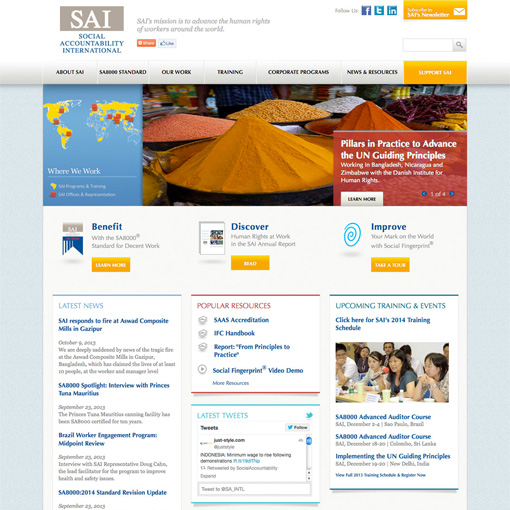 SAI
SOCIAL
ACCOUNTABILITY
INTERNATIONAL
SAI's mission is to advance the human rights
of workers around the world.
Share
Like
Follow Us:
Subscribe to
SAI's Newsletter
ABOUT SAI
SA8000 STANDARD
OUR WORK
TRAINING
CORPORATE PROGRAMS
NEWS & RESOURCES
SUPPORT SAI
Where We Work
SAI Programs & Training
SAI Offices & Representation
Pillars in Practice to Advance
the UN Guiding Principles
Working in Bangladesh, Nicaragua and
Zimbabwe with the Danish Institute for
Human Rights.
LEARN MORE
1 of 4
Benefit
With the SA8000®
Standard for Decent Work
LEARN MORE
Discover
Human Rights at Work
in the SAI Annual Report
READ
Improve
Your Mark on the World
with Social Fingerprint®
TAKE A TOUR
LATEST NEWS
SAI responds to fire at Aswad Composite
Mills in Gazipur
October 9, 2013
We are deeply saddened by news of the tragic fire
at the Aswad Composite Mills in Gazipur,
Bangladesh, which has claimed the lives of at least
10 people, at the worker and manager level
SA8000 Spotlight: Interview with Princes
Tuna Mauritius
September 23, 2013
The Princes Tuna Mauritius canning facility has
been SA8000 certified for ten years.
Brazil Worker Engagement Program:
Midpoint Review
September 23, 2013
Interview with SAI Representative Doug Cahn,
the lead facilitator for the program to improve
health and safety issues.
SA8000:2014 Standard Revision Update
September 23, 2013
POPULAR RESOURCES
SAAS Accreditation
IFC Handbook
Report: "From Principles to
Practice"
Social Fingerprint® Video Demo
More Resources
LATEST TWEETS
Tweets
Follow
just-style.com
@juststyle
INDONESIA: Minimum wage to rise following
demonstrations
Retweeted by SocialAccountability
Expand
Tweet to @SA_INTL
UPCOMING TRAINING & EVENTS
Click here for SAI's 2014 Training
Schedule
SA8000 Advanced Auditor Course
SAI, December 2-4 | Sao Paulo, Brazil
SA8000 Advanced Auditor Course
SAI, December 18-20 | Colombo, Sri Lanka
Implementing the UN Guiding Principles
SAI, December 19-20 | New Delhi, India
View Full 2013 Training Schedule & Register Now